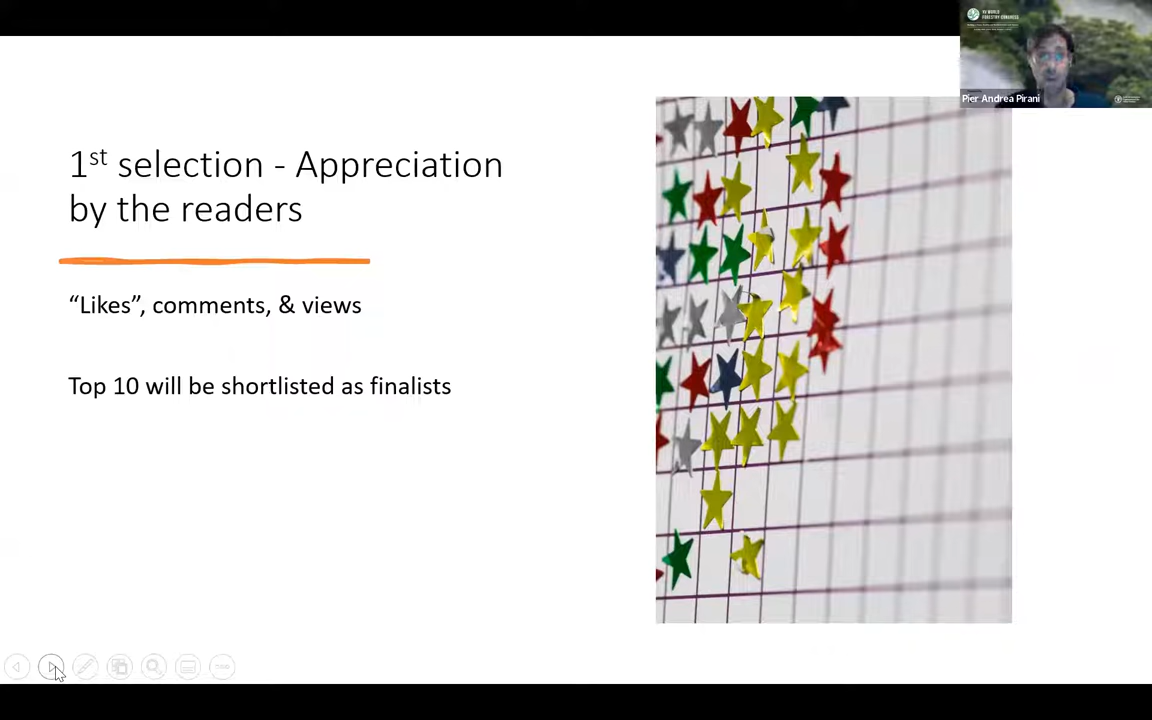 XV WORLD
FORESTRY CONGRESS
Pier Andrea Pirani
1st selection - Appreciation
by the readers
“Likes”, comments, & views
Top 10 will be shortlisted as finalists